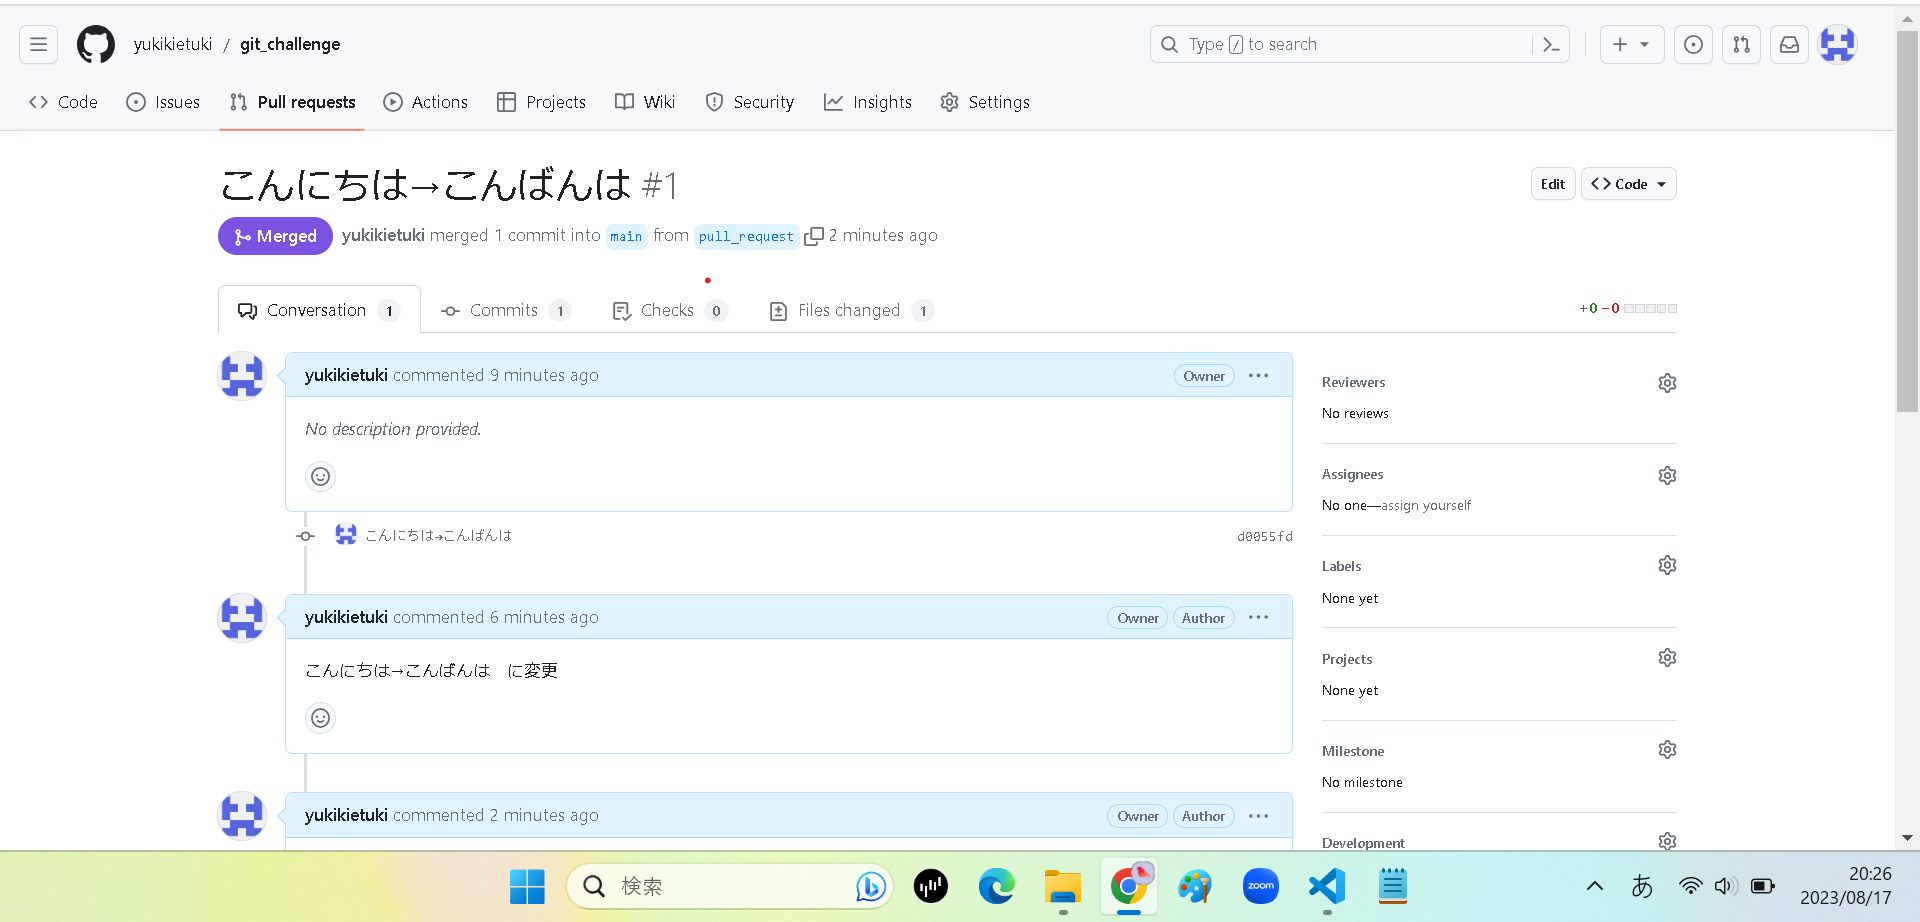 yukikietuki / git_challenge
Type / to search
Code Issues Pull requests Actions Projects Wiki Security Insights Settings
こんにちは→こんばんは #1
Edit Code
Merged yukikietuki merged 1 commit into main from pull_request 2 minutes ago
Conversation 1 Commits 1 Checks 0 Files changed 1
+0 −0
yukikietuki commented 9 minutes ago Owner
No description provided.
こんにちは→こんばんは d0055fd
yukikietuki commented 6 minutes ago Owner Author
こんにちは→こんばんは　に変更
yukikietuki commented 2 minutes ago Owner Author
Reviewers
No reviews
Assignees
No one—assign yourself
Labels
None yet
Projects
None yet
Milestone
No milestone
Development
検索
zoom
あ
20:26
2023/08/17